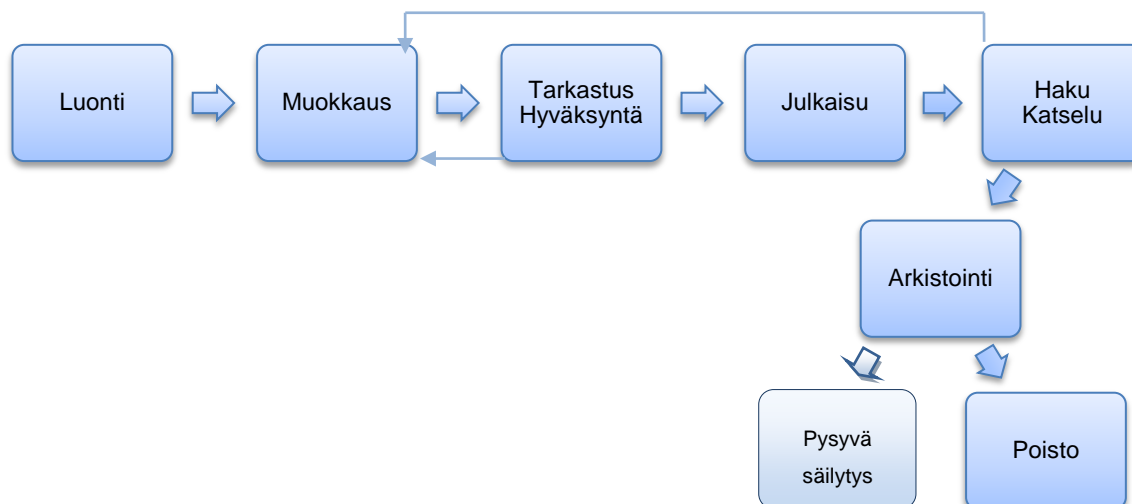 Luonti
Muokkaus
Tarkastus
Hyväksyntä
Julkaisu
Haku
Katselu
Arkistointi
Pysyvä
säilytys
Poisto